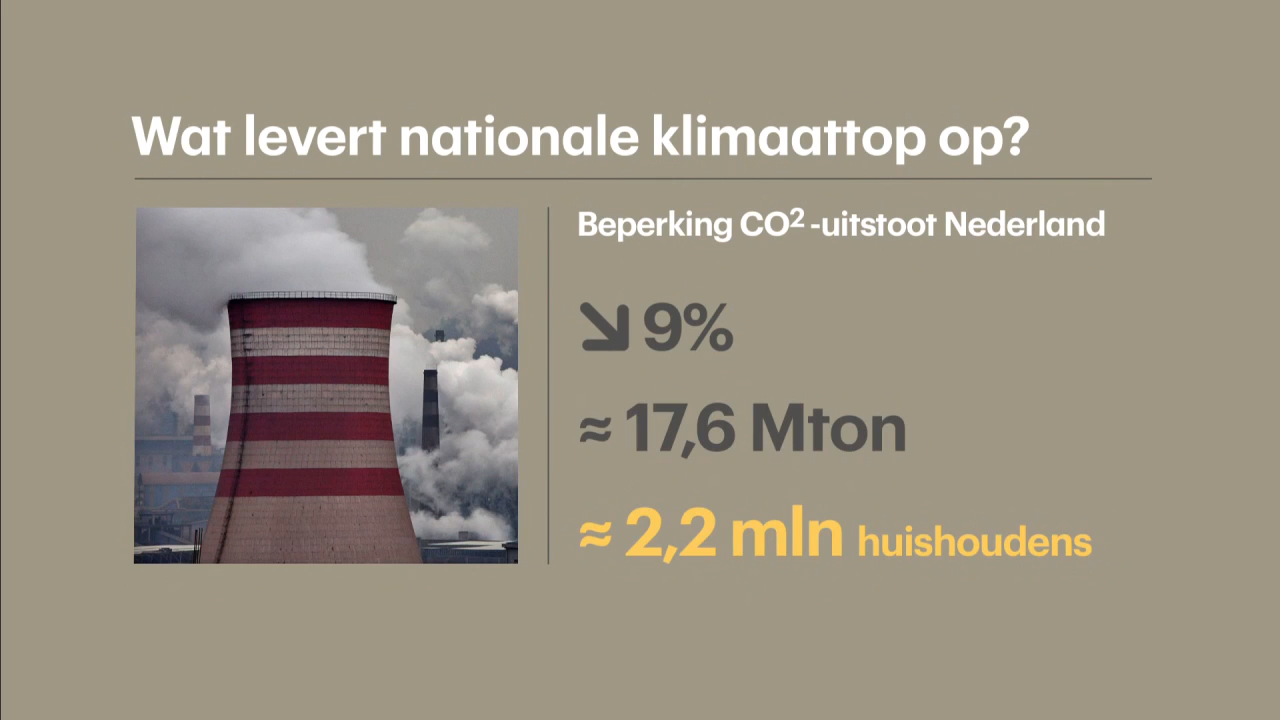 Wat levert nationale klimaattop op?
Beperking CO² -uitstoot Nederland
↘ 9%
≈ 17,6 Mton
≈ 2,2 mln huishoudens